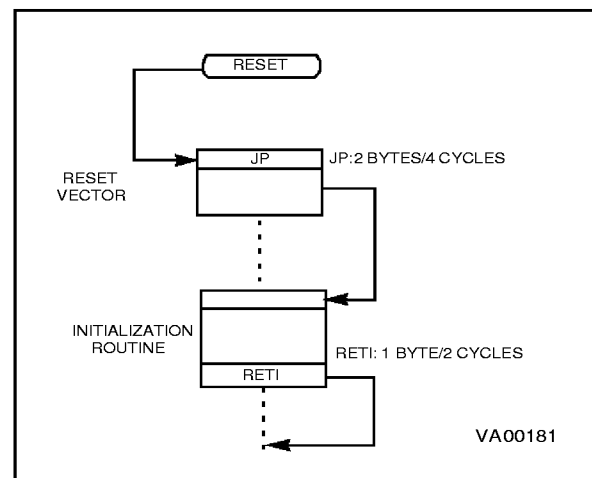 RESET
JP
JP:2 BYTES/4 CYCLES
RESET
VECTOR
INITIALIZATION
ROUTINE
RETI: 1 BYTE/2 CYCLES
RETI
VA00181